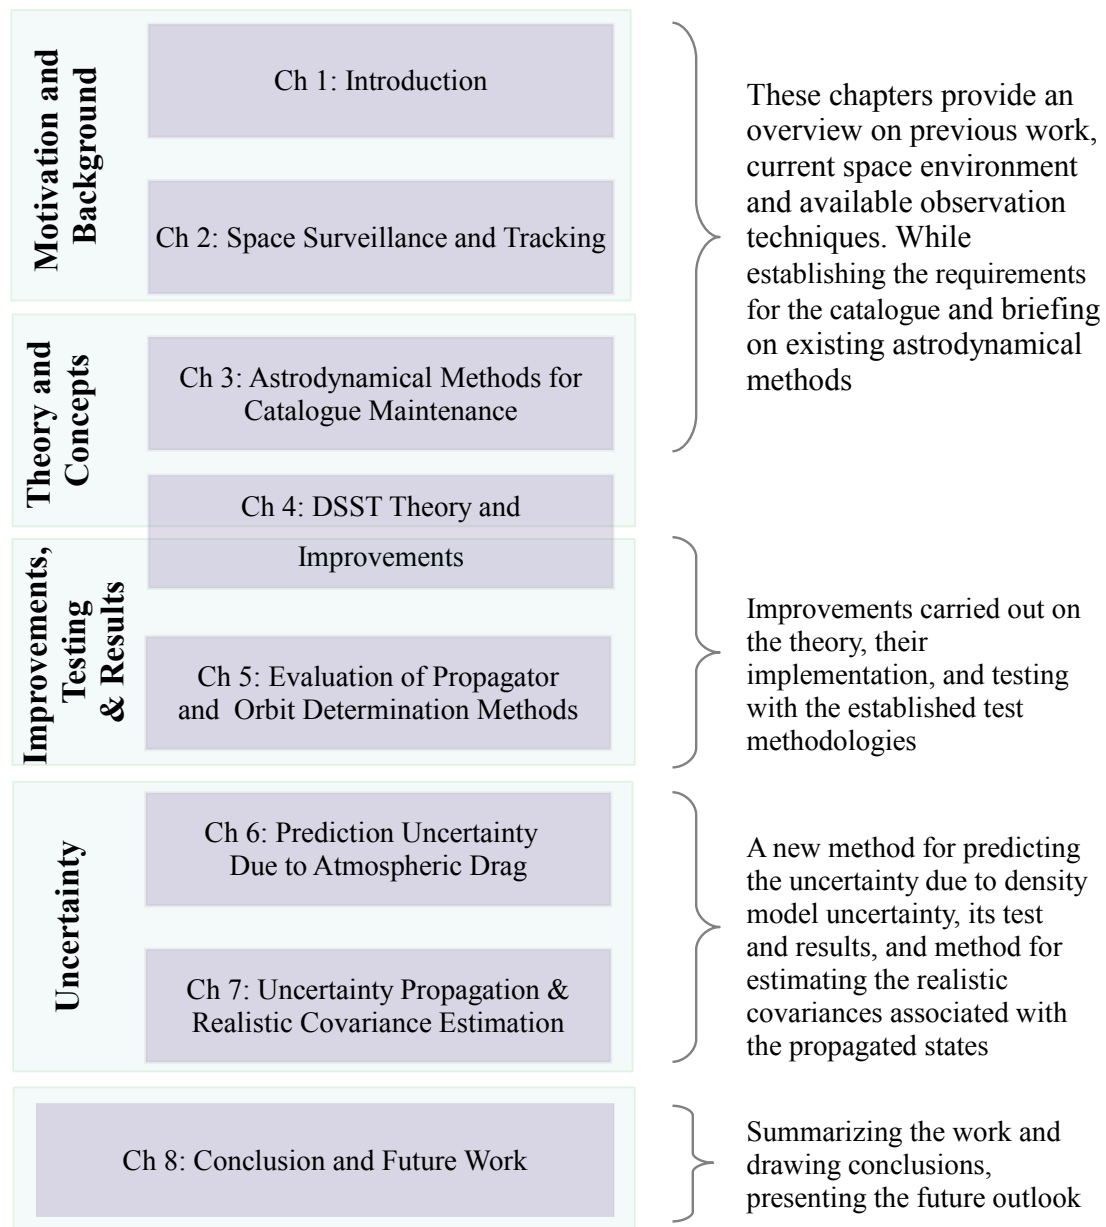 Motivation and
Background
Ch 1: Introduction
Ch 2: Space Surveillance and Tracking
These chapters provide an
overview on previous work,
current space environment
and available observation
techniques. While
establishing the requirements
for the catalogue and briefing
on existing astrodynamical
methods
Theory and
Concepts
Ch 3: Astrodynamical Methods for
Catalogue Maintenance
Ch 4: DSST Theory and
Improvements
Improvements,
Testing
& Results
Ch 5: Evaluation of Propagator
and Orbit Determination Methods
Improvements carried out on
the theory, their
implementation, and testing
with the established test
methodologies
Uncertainty
Ch 6: Prediction Uncertainty
Due to Atmospheric Drag
Ch 7: Uncertainty Propagation &
Realistic Covariance Estimation
A new method for predicting
the uncertainty due to density
model uncertainty, its test
and results, and method for
estimating the realistic
covariances associated with
the propagated states
Ch 8: Conclusion and Future Work
Summarizing the work and
drawing conclusions,
presenting the future outlook